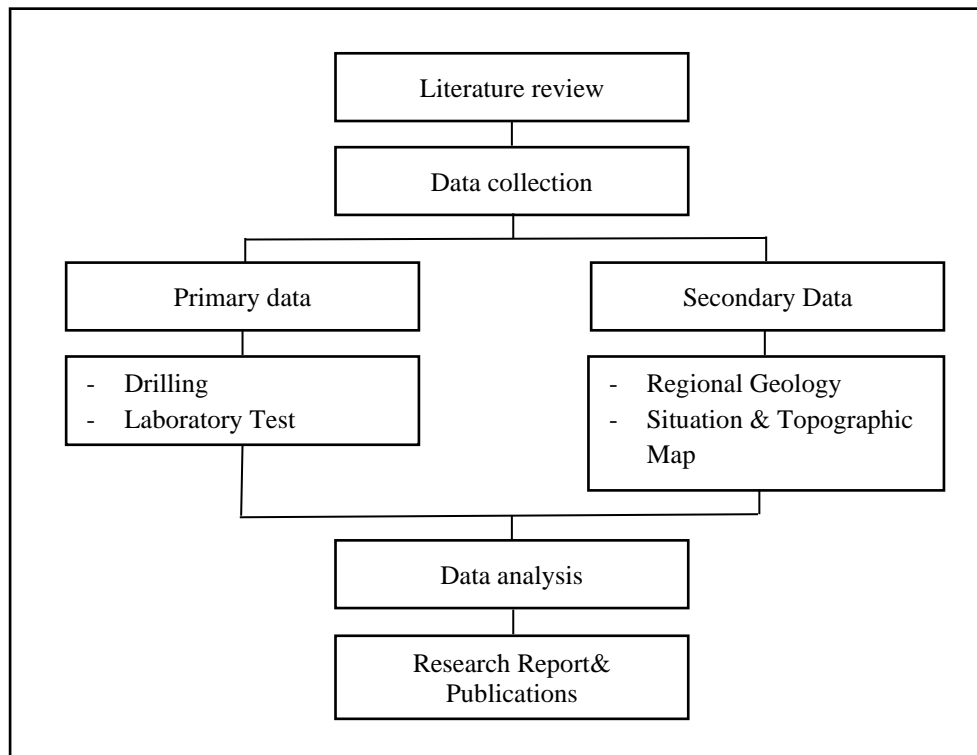 Literature review
Data collection
Primary data
Secondary Data
- Drilling
- Laboratory Test
- Regional Geology
- Situation & Topographic
Map
Data analysis
Research Report&
Publications